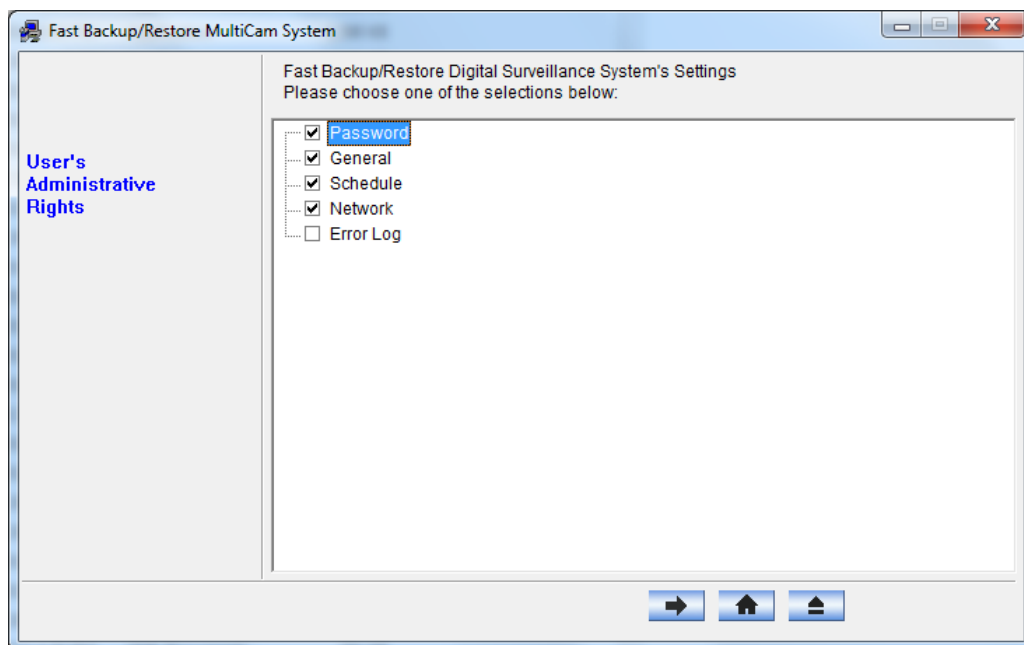 Fast Backup/Restore MultiCam System
Fast Backup/Restore Digital Surveillance System's Settings
Please choose one of the selections below:
User's
Administrative
Rights
Password
General
Schedule
Network
Error Log